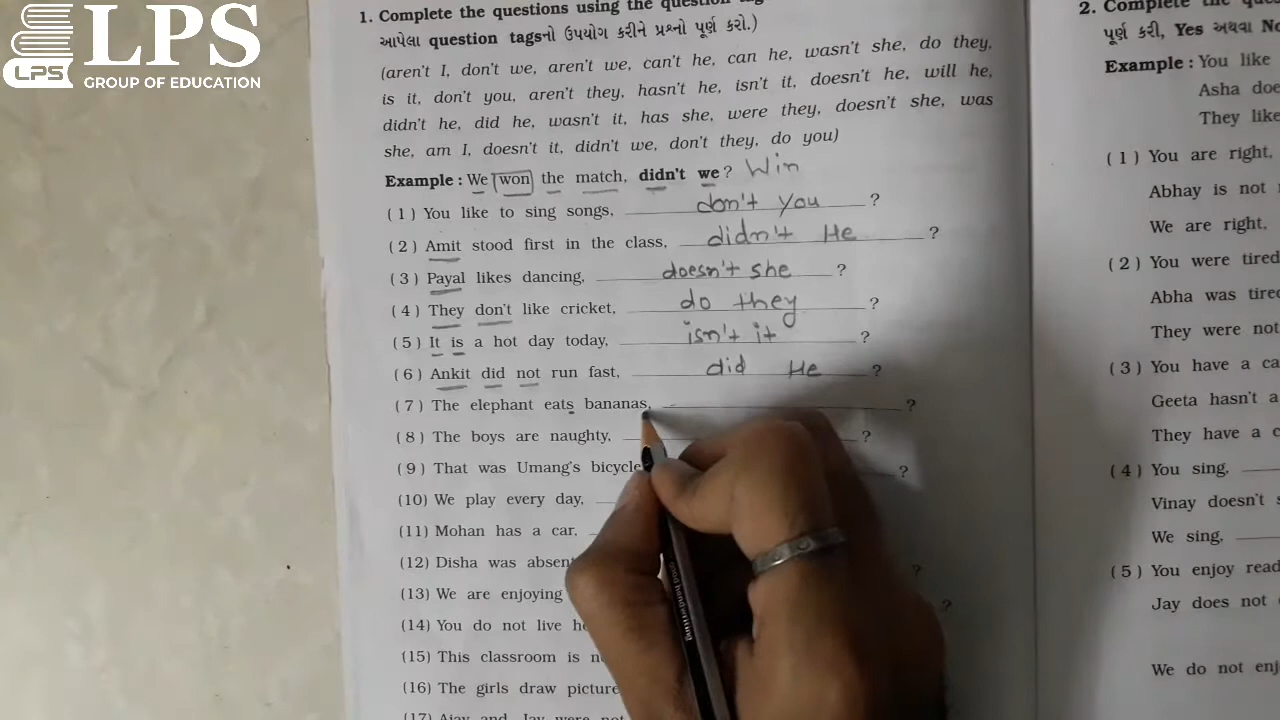 LPS
LPS
GROUP OF EDUCATION
1. Complete the questions using the question
આપેલા question tagsનો ઉપયોગ કરીને પ્રશ્નો પૂર્ણ કરો.)
(aren't I, don't we, aren't we, can't he, can he, wasn't she, do they,
is it, don't you, aren't they, hasn't he, isn't it, doesn't he, will he,
didn't he, did he, wasn't it, has she, were they, doesn't she, was
she, am I, doesn't it, didn't we, don't they, do you)
Example : We won the match, didn't we? Win
(1) You like to sing songs, don't you ?
(2) Amit stood first in the class, didn't He ?
(3) Payal likes dancing, doesn't she ?
(4) They don't like cricket, do they ?
(5) It is a hot day today, isn't it ?
(6) Ankit did not run fast, did He ?
(7) The elephant eats bananas, ?
(8) The boys are naughty, ?
(9) That was Umang's bicycle ?
(10) We play every day,
(11) Mohan has a car,
(12) Disha was absent ?
(13) We are enjoying ?
(14) You do not live
(15) This classroom is
(16) The girls draw picture
(17) Ajay and Jay were not
2. Complete the
પૂર્ણ કરી, Yes અથવા
Example : You like
Asha doe
They like
(1) You are right,
Abhay is not
We are right,
(2) You were tired
Abha was tired
They were not
(3) You have a ca
Geeta hasn't a
They have a c
(4) You sing,
Vinay doesn't s
We sing,
(5) You enjoy read
Jay does not
We do not enj